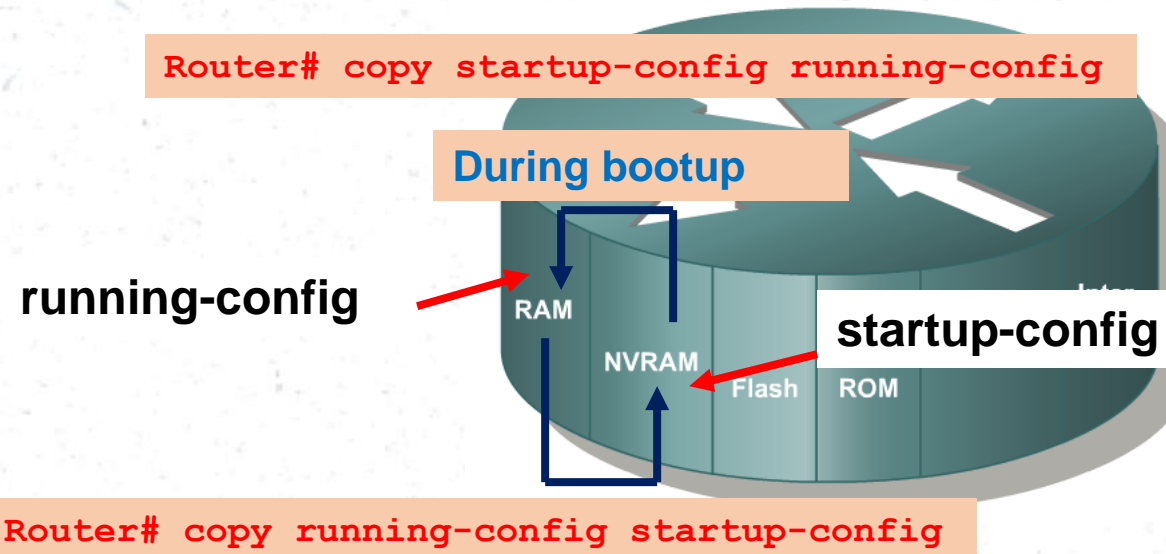 Router# copy startup-config running-config
During bootup
running-config
RAM
startup-config
NVRAM
Flash
ROM
Router# copy running-config startup-config